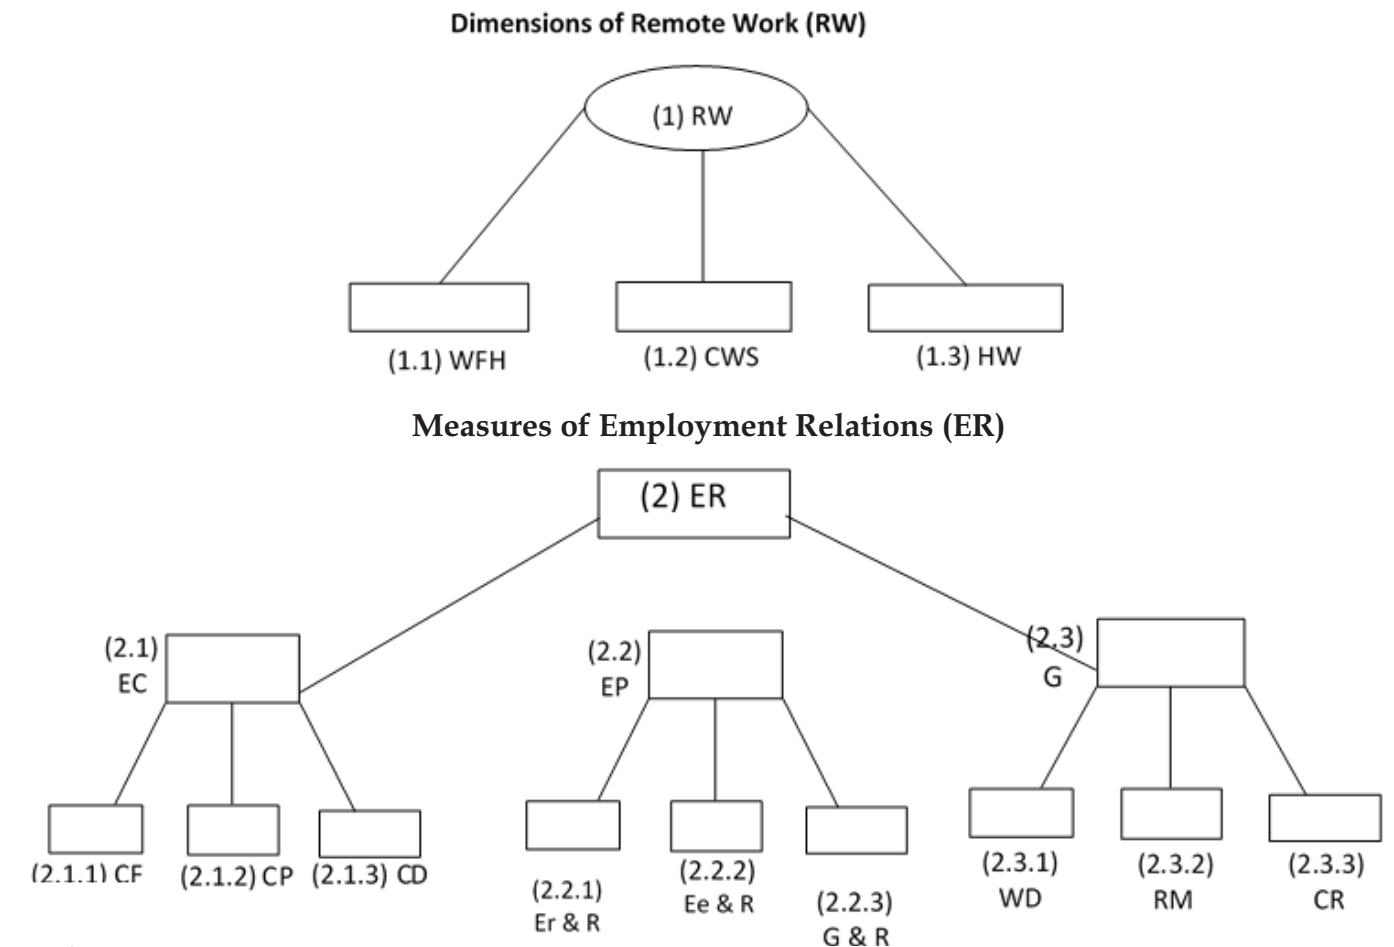 Dimensions of Remote Work (RW)
(1) RW
(1.1) WFH
(1.2) CWS
(1.3) HW
Measures of Employment Relations (ER)
(2) ER
(2.1)
EC
(2.2)
EP
(2.3)
G
(2.1.1) CF
(2.1.2) CP
(2.1.3) CD
(2.2.1)
Er & R
(2.2.2)
Ee & R
(2.2.3)
G & R
(2.3.1)
WD
(2.3.2)
RM
(2.3.3)
CR